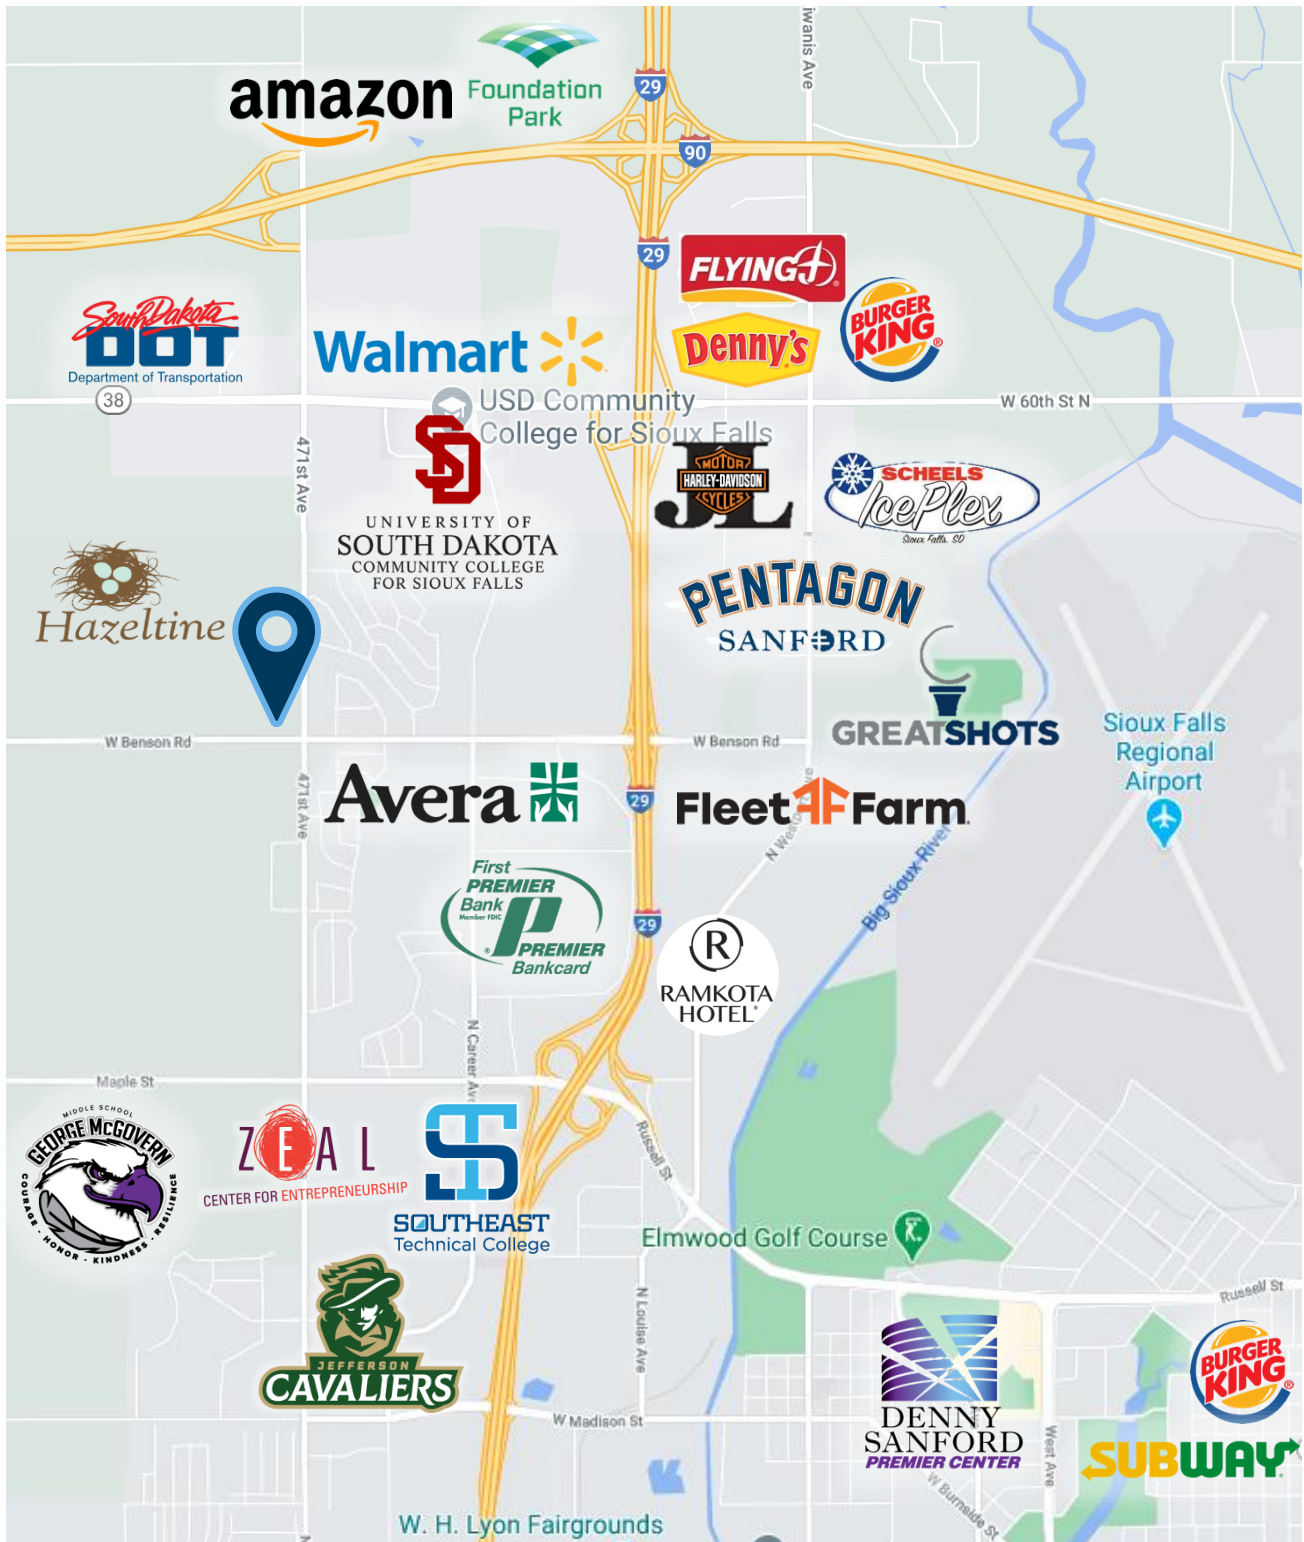 iwanis Ave
29
amazon
Foundation
Park
90
29
FLYING J
BURGER
KING
SouthDakota
DOT
Department of Transportation
Walmart
Denny's
38
USD Community
College for Sioux Falls
W 60th St N
471st Ave
SD
UNIVERSITY OF
SOUTH DAKOTA
COMMUNITY COLLEGE
FOR SIOUX FALLS
JL
MOTOR
HARLEY-DAVIDSON
CYCLES
SCHEELS
IcePlex
Sioux Falls, SD
Hazeltine
PENTAGON
SANFORD
GREATSHOTS
Sioux Falls
Regional
Airport
W Benson Rd
W Benson Rd
471st Ave
Avera
29
Fleet Farm
N Westo
Big Sioux River
First
PREMIER
Bank
Member FDIC
PREMIER
Bankcard
29
R
RAMKOTA
HOTEL
N Career Ave
Maple St
MIDDLE SCHOOL
GEORGE McGOVERN
COURAGE · HONOR · KINDNESS · RESILIENCE
ZEAL
CENTER FOR ENTREPRENEURSHIP
ST
SOUTHEAST
Technical College
Russell St
Elmwood Golf Course
Russell St
JEFFERSON
CAVALIERS
N Louise Ave
W Madison St
DENNY
SANFORD
PREMIER CENTER
BURGER
KING
SUBWAY
West Ave
W Burnside St
W. H. Lyon Fairgrounds
N